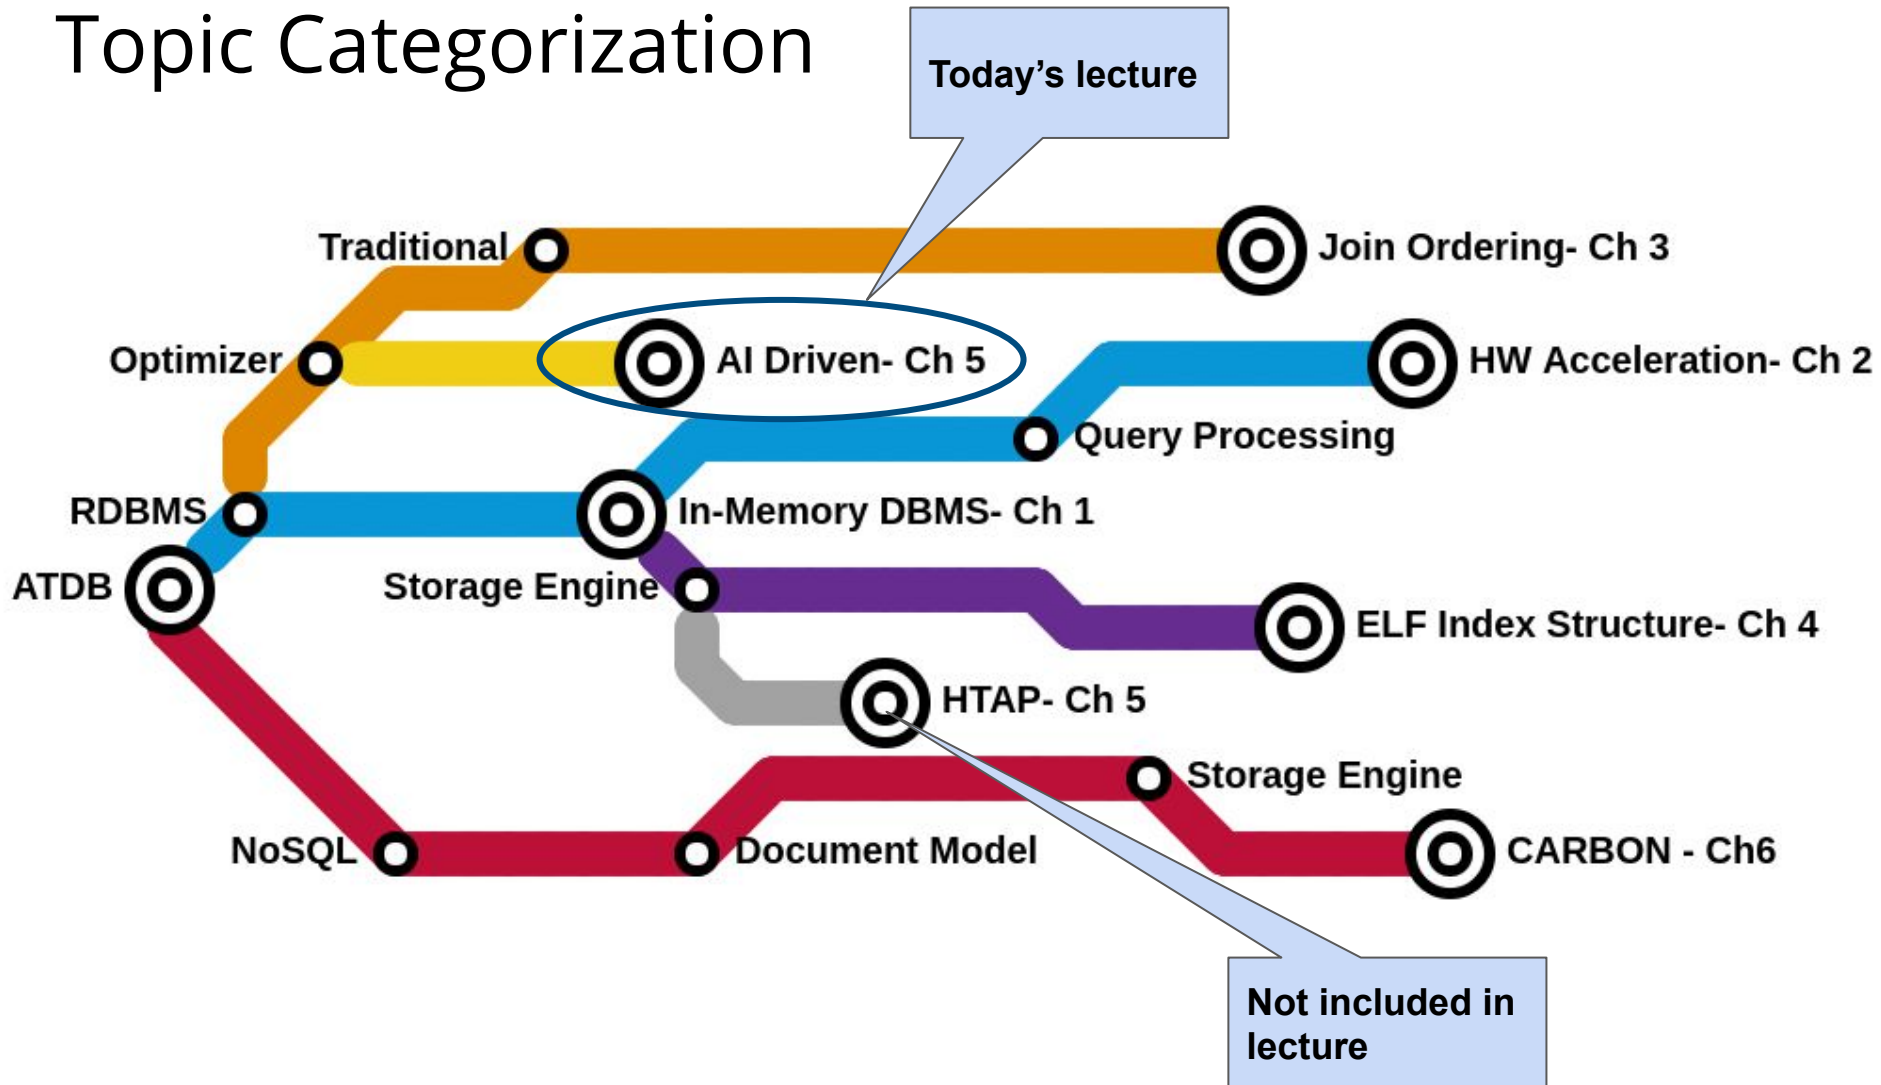 Topic Categorization
Today’s lecture
Traditional
Join Ordering- Ch 3
Optimizer
AI Driven- Ch 5
HW Acceleration- Ch 2
Query Processing
RDBMS
In-Memory DBMS- Ch 1
ATDB
Storage Engine
ELF Index Structure- Ch 4
HTAP- Ch 5
Storage Engine
NoSQL
Document Model
CARBON - Ch6
Not included in
lecture